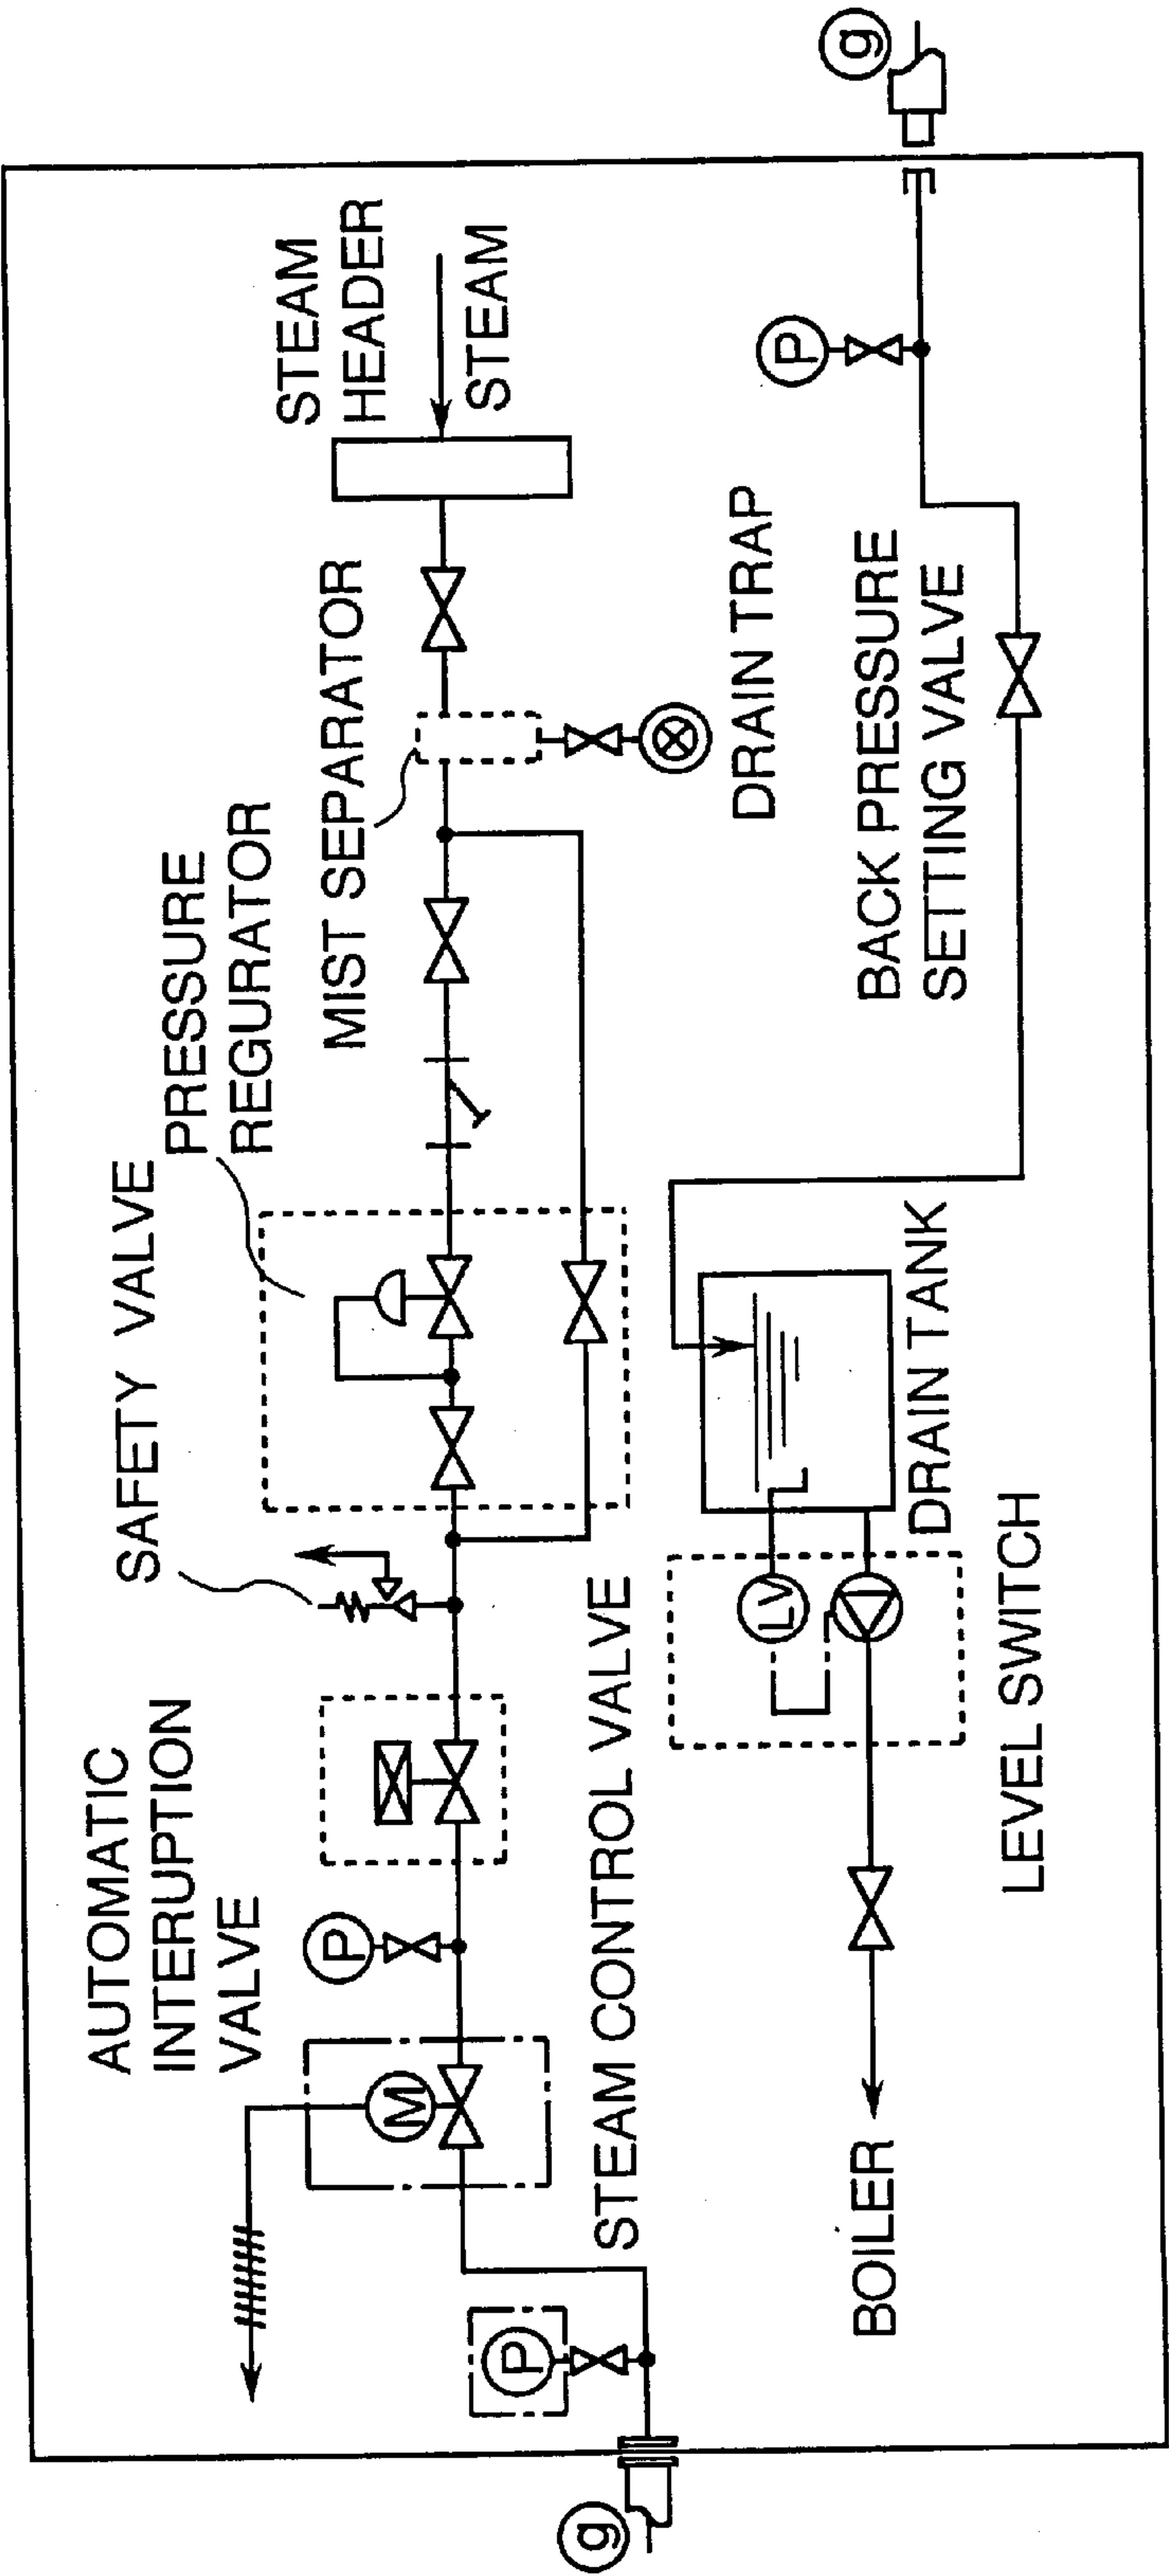 AUTOMATIC
INTERUPTION
VALVE
SAFETY VALVE
PRESSURE
REGURATOR
MIST SEPARATOR
STEAM
HEADER
STEAM
P
M
P
g
STEAM CONTROL VALVE
DRAIN TRAP
LV
P
g
BACK PRESSURE
SETTING VALVE
BOILER
DRAIN TANK
LEVEL SWITCH